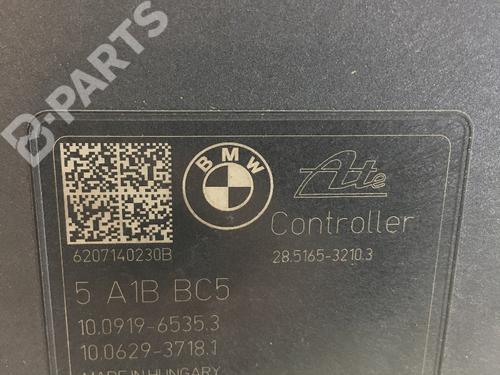 B-PARTS
BMW
Ate
Controller
6207140230B
28.5165-3210.3
5 A1B BC5
10.0919-6535.3
10.0629-3718.1
MADE IN HUNGARY